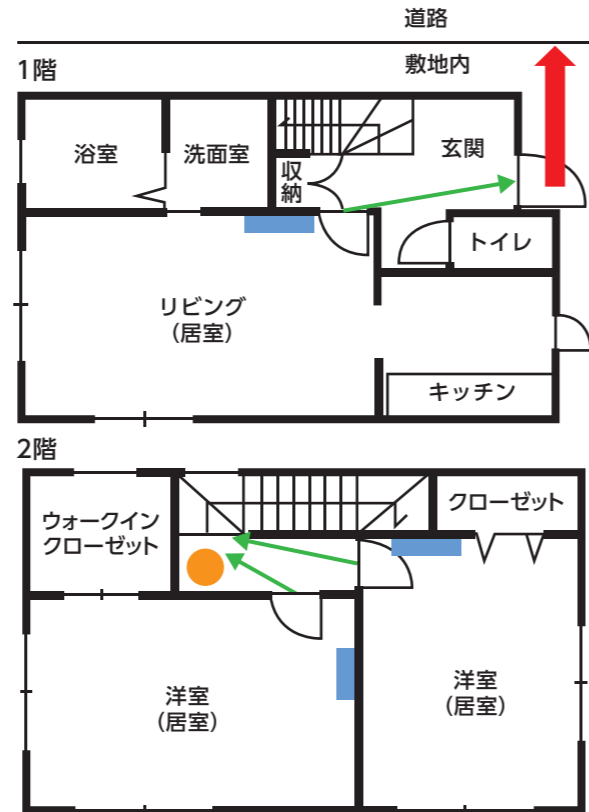 道路
1階
敷地内
浴室
洗面室
収
納
玄関
トイレ
リビング
(居室)
キッチン
2階
ウォークイン
クローゼット
クローゼット
洋室
(居室)
洋室
(居室)